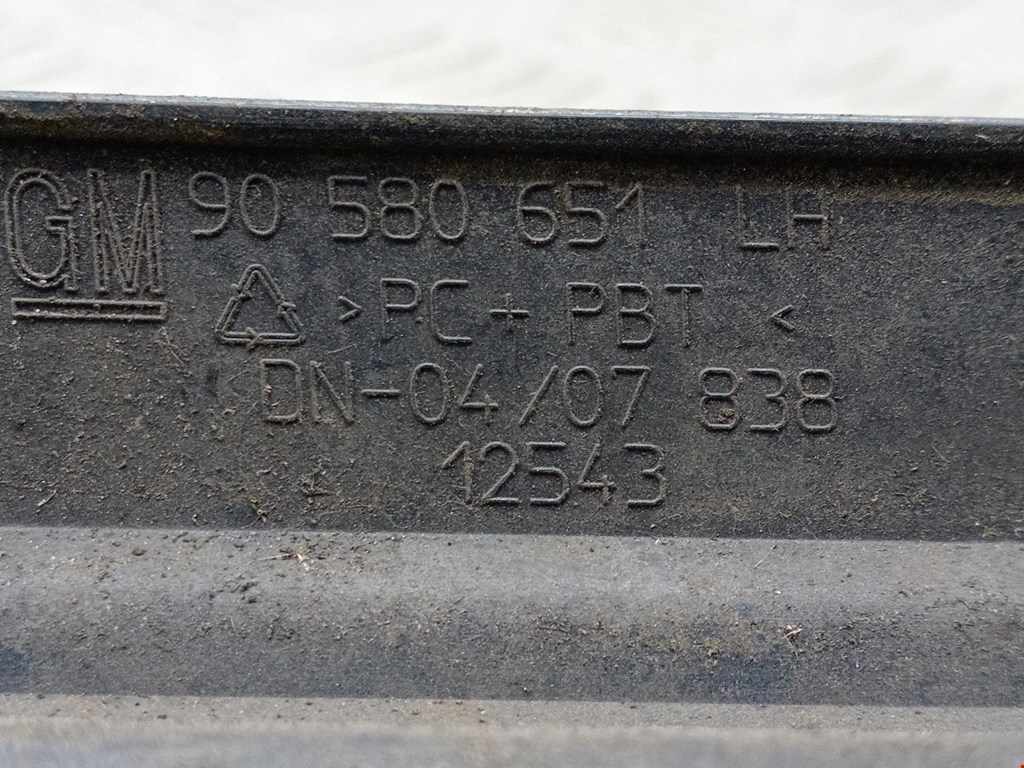 GM 90 580 651 LH
>PC+PBT<
DN-04/07 838
12543